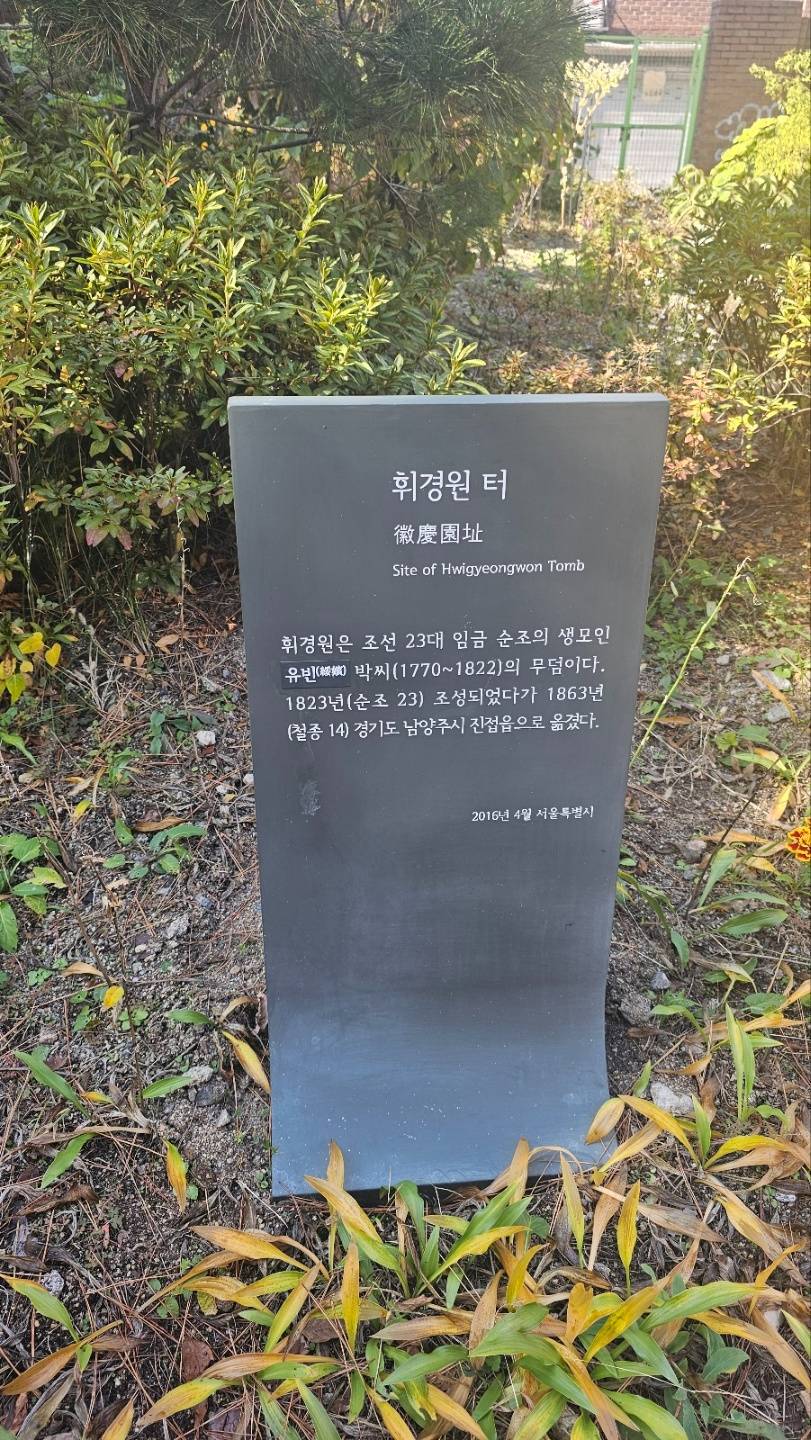 휘경원 터
徽慶園址
Site of Hwigyeongwon Tomb
휘경원은 조선 23대 임금 순조의 생모인
유빈(綏嬪) 박씨(1770~1822)의 무덤이다.
1823년(순조 23) 조성되었다가 1863년
(철종 14) 경기도 남양주시 진접읍으로 옮겼다.
2016년 4월 서울특별시